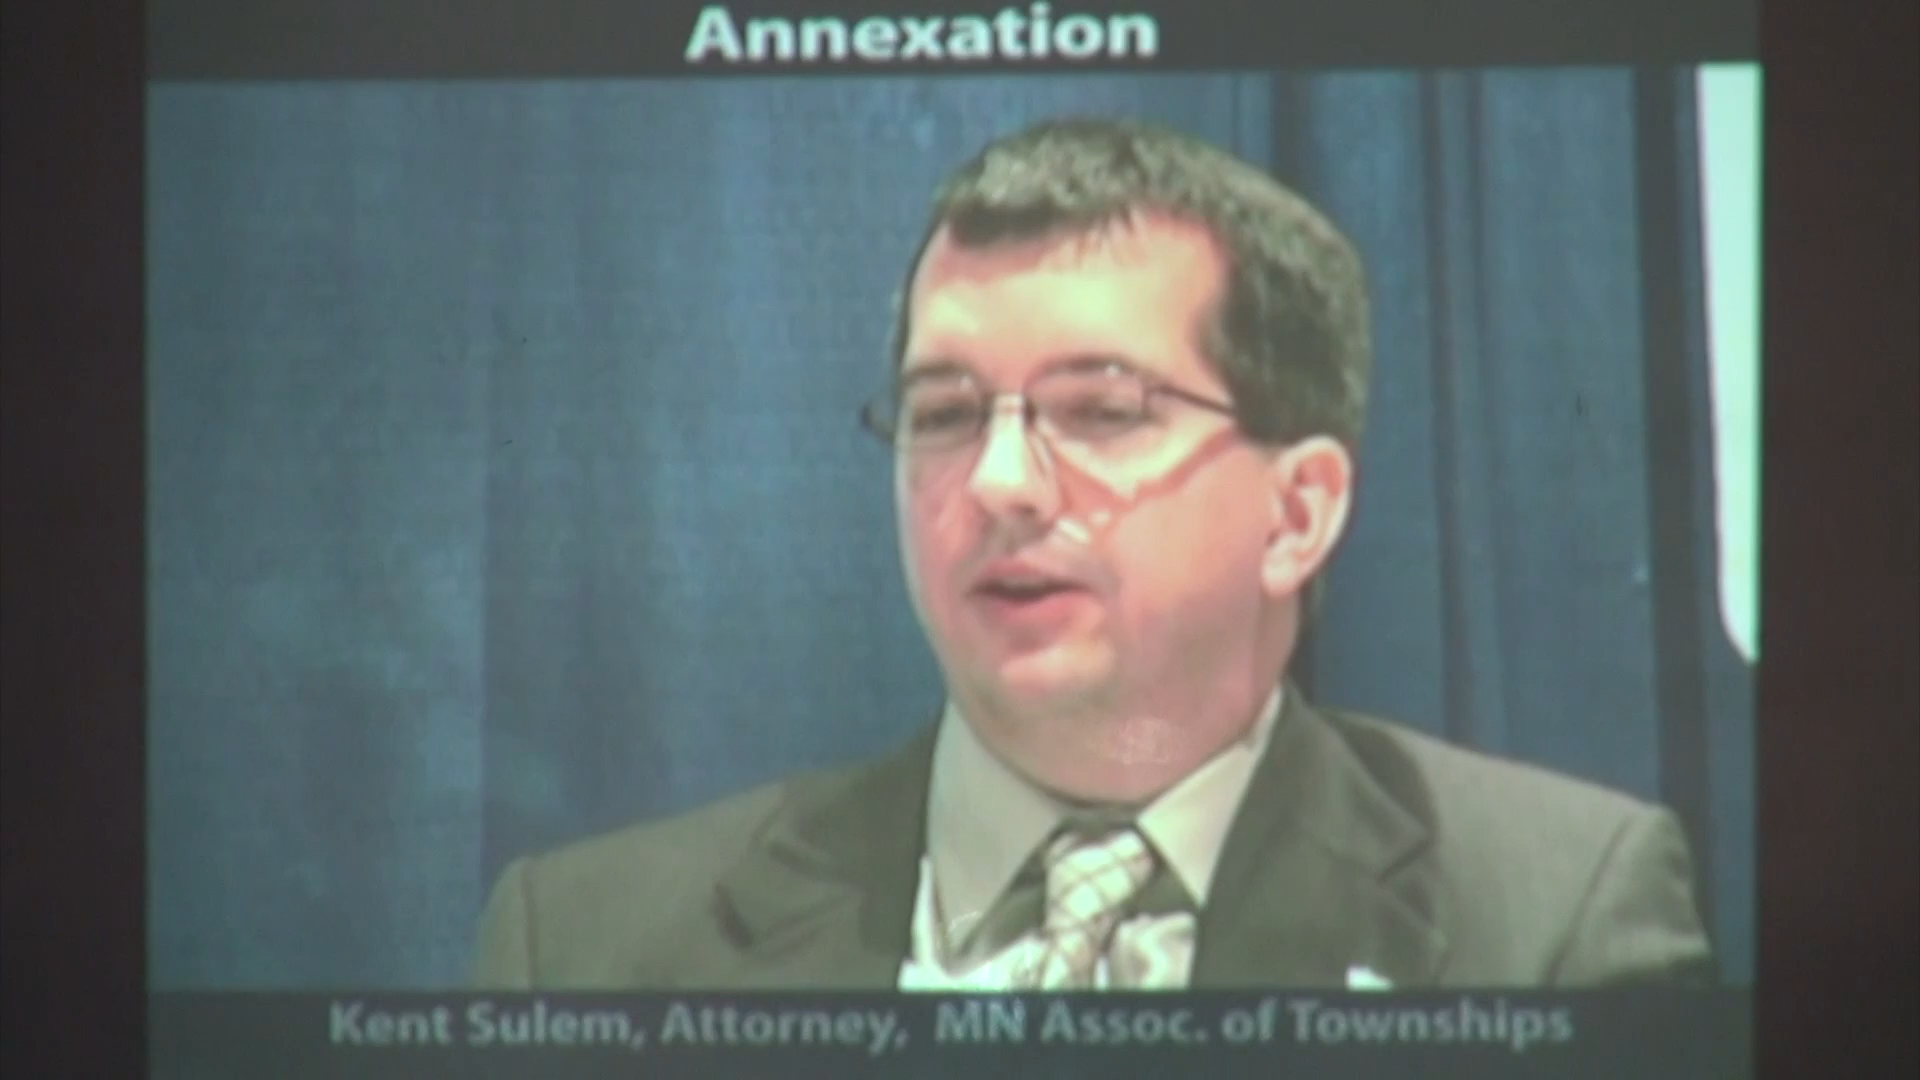 Annexation
Kent Sulem, Attorney, MN Assoc. of Townships